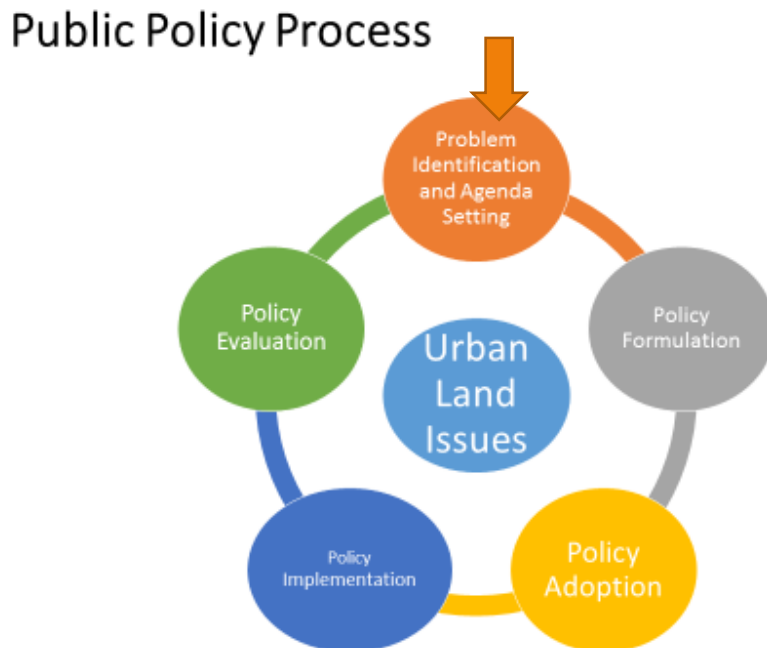 Public Policy Process
Problem
Identification
and Agenda
Setting
Policy
Formulation
Policy
Adoption
Policy
Implementation
Policy
Evaluation
Urban
Land
Issues